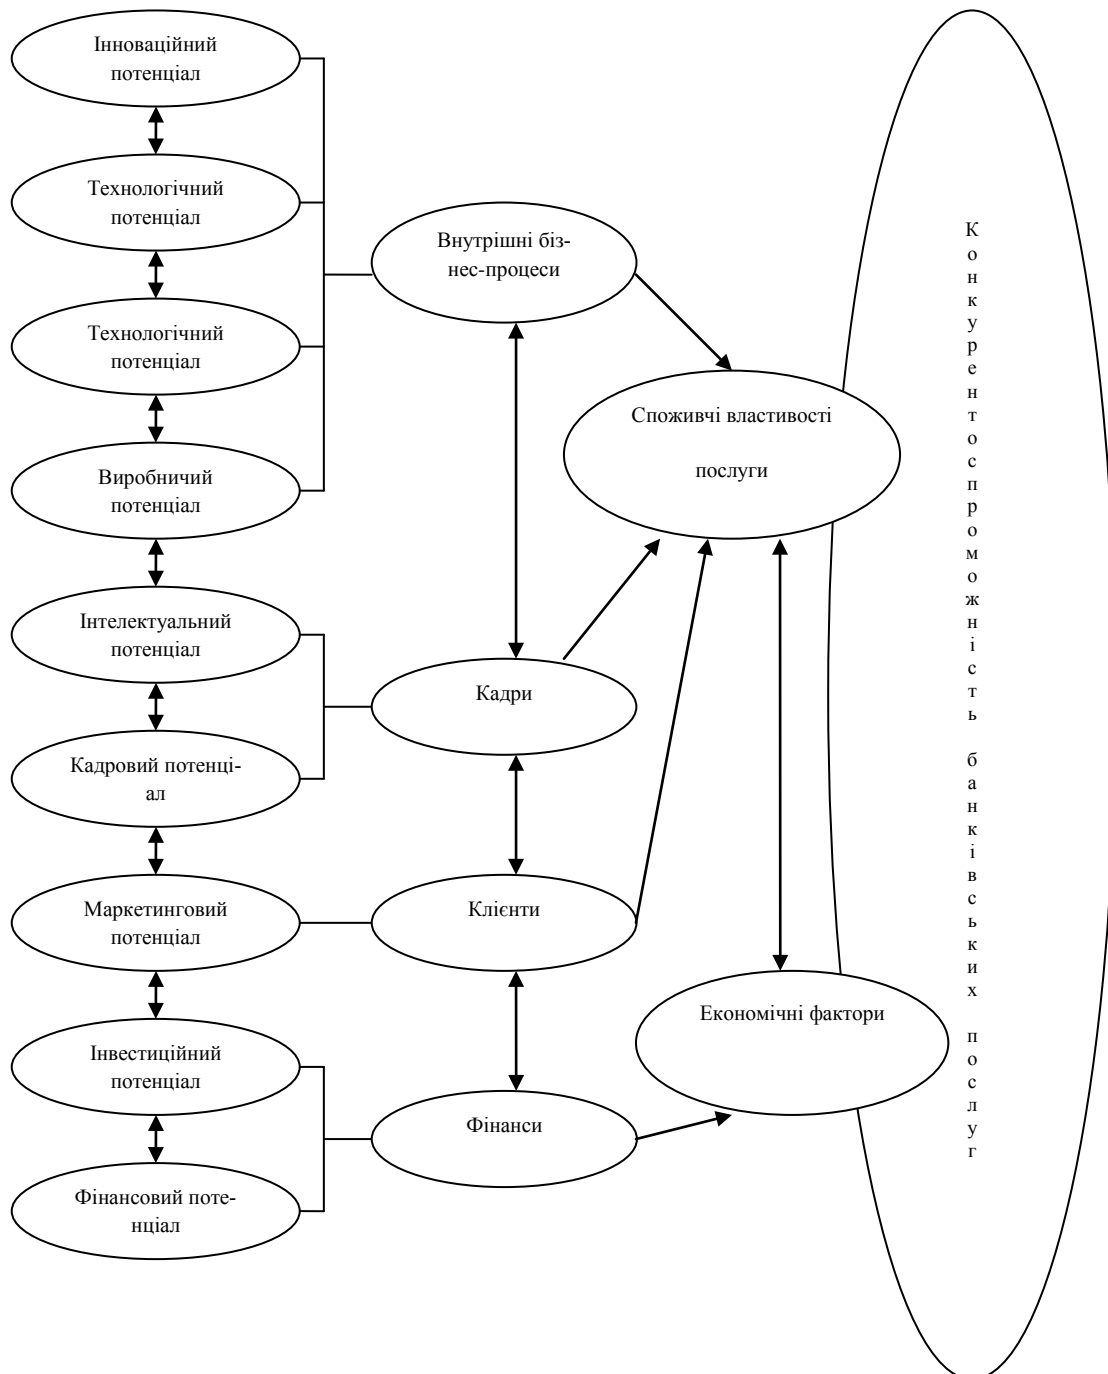 Інноваційний
потенціал
Технологічний
потенціал
Технологічний
потенціал
Виробничий
потенціал
Інтелектуальний
потенціал
Кадровий потенці-
ал
Маркетинговий
потенціал
Інвестиційний
потенціал
Фінансовий поте-
нціал
Внутрішні біз-
нес-процеси
Кадри
Клієнти
Фінанси
Споживчі властивості
послуги
Економічні фактори
Конкурентоспроможність банківських послуг